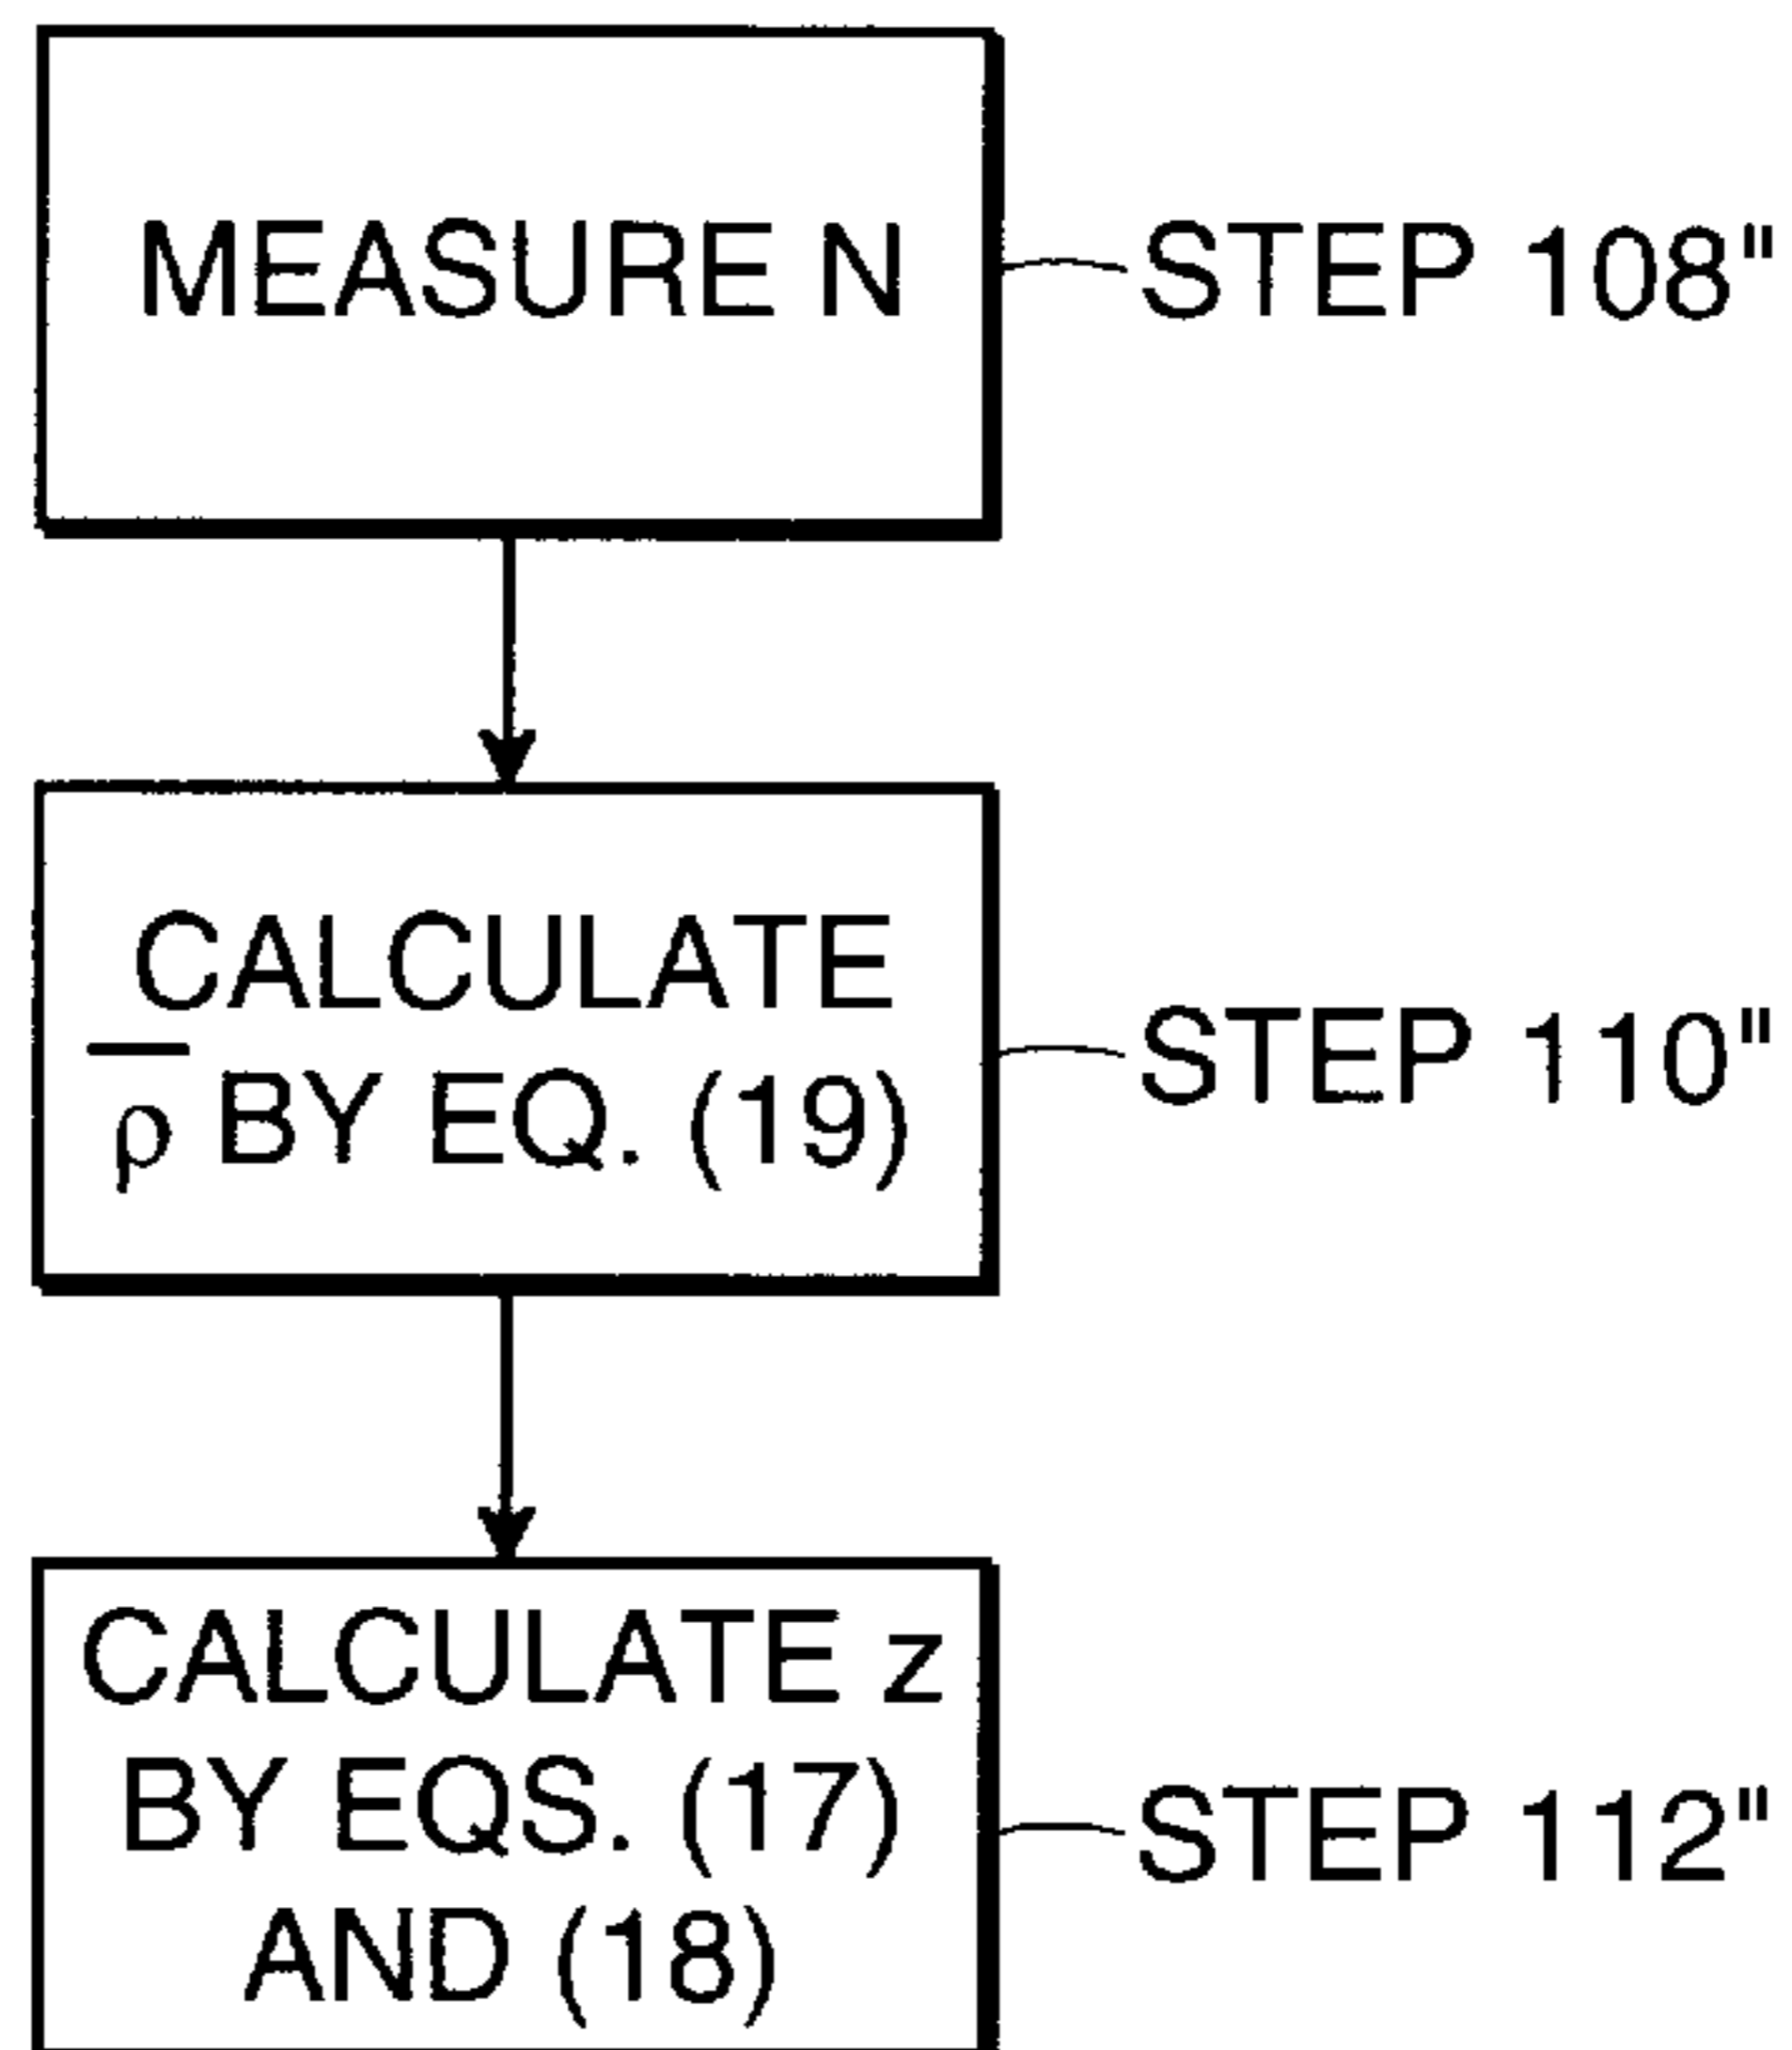 MEASURE N
STEP 108"
CALCULATE
ρ̅ BY EQ. (19)
STEP 110"
CALCULATE z
BY EQS. (17)
AND (18)
STEP 112"